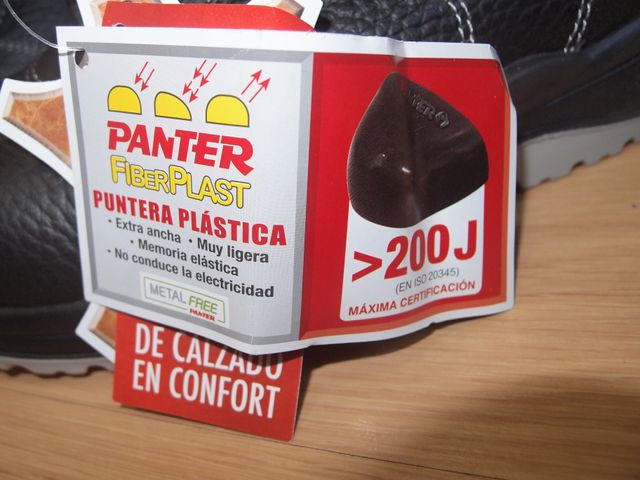 PANTER
FIBERPLAST
PUNTERA PLÁSTICA
· Extra ancha · Muy ligera
· Memoria elástica
· No conduce la electricidad
METAL FREE
PANTER
PANTER
>200 J
(EN ISO 20345)
MÁXIMA CERTIFICACIÓN
DE CALZADO
EN CONFORT